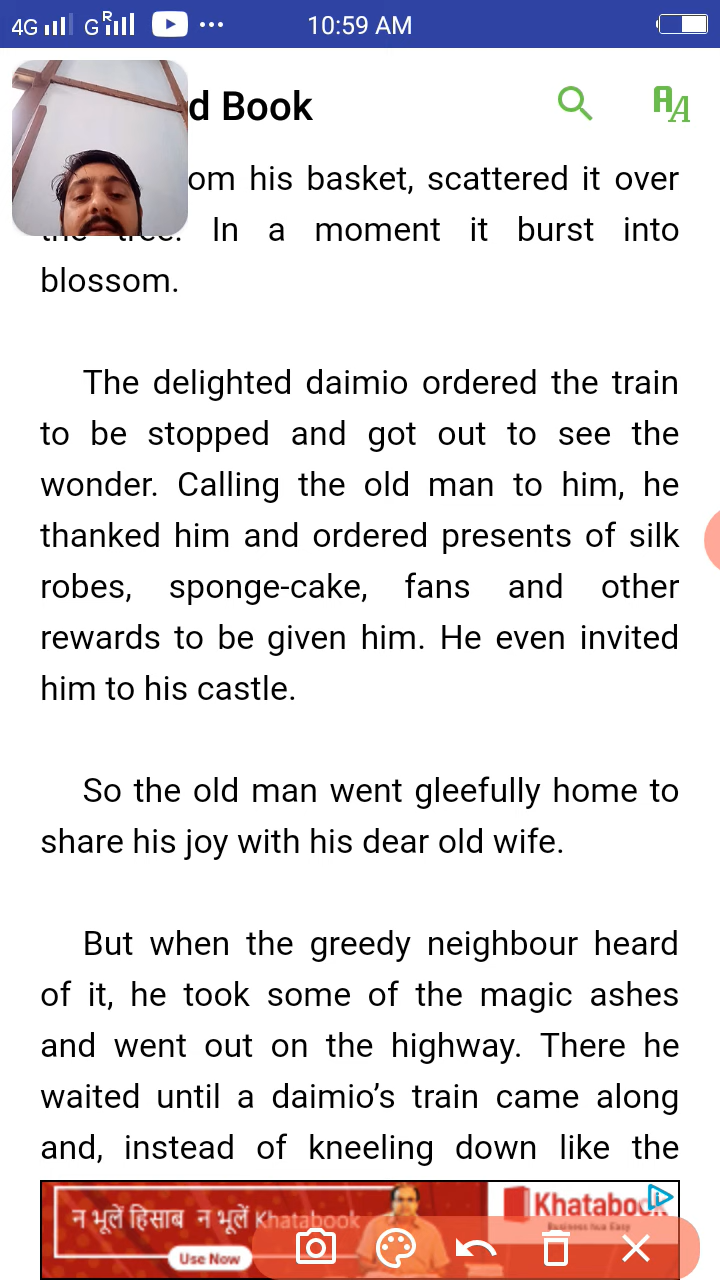 4G G R ... 10:59 AM
d Book
om his basket, scattered it over
the tree. In a moment it burst into
blossom.
The delighted daimio ordered the train
to be stopped and got out to see the
wonder. Calling the old man to him, he
thanked him and ordered presents of silk
robes, sponge-cake, fans and other
rewards to be given him. He even invited
him to his castle.
So the old man went gleefully home to
share his joy with his dear old wife.
But when the greedy neighbour heard
of it, he took some of the magic ashes
and went out on the highway. There he
waited until a daimio’s train came along
and, instead of kneeling down like the
न भूलें हिसाब न भूलें Khatabook
Use Now
Khatabook